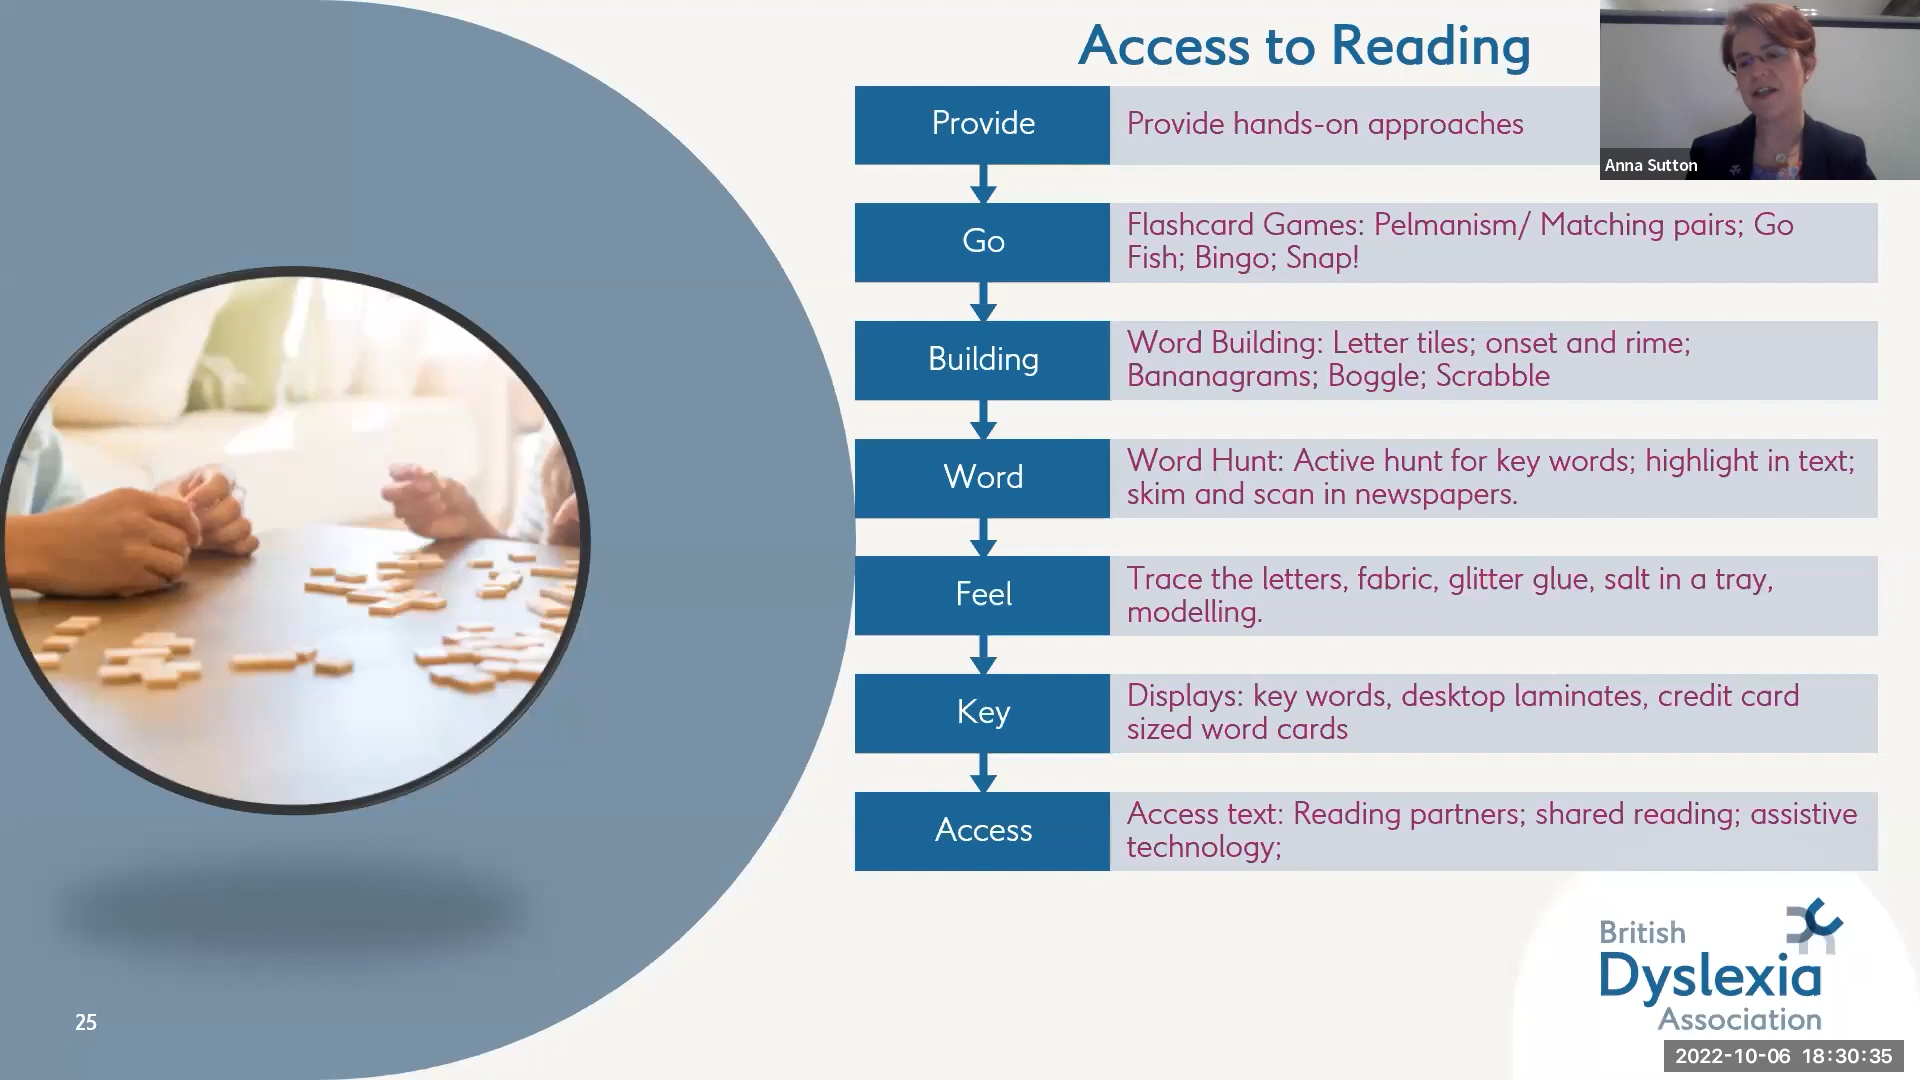 Access to Reading
Anna Sutton
Provide
Provide hands-on approaches
Go
Flashcard Games: Pelmanism/ Matching pairs; Go
Fish; Bingo; Snap!
Building
Word Building: Letter tiles; onset and rime;
Bananagrams; Boggle; Scrabble
Word
Word Hunt: Active hunt for key words; highlight in text;
skim and scan in newspapers.
Feel
Trace the letters, fabric, glitter glue, salt in a tray,
modelling.
Key
Displays: key words, desktop laminates, credit card
sized word cards
Access
Access text: Reading partners; shared reading; assistive
technology;
British
Dyslexia
Association
25
2022-10-06 18:30:35